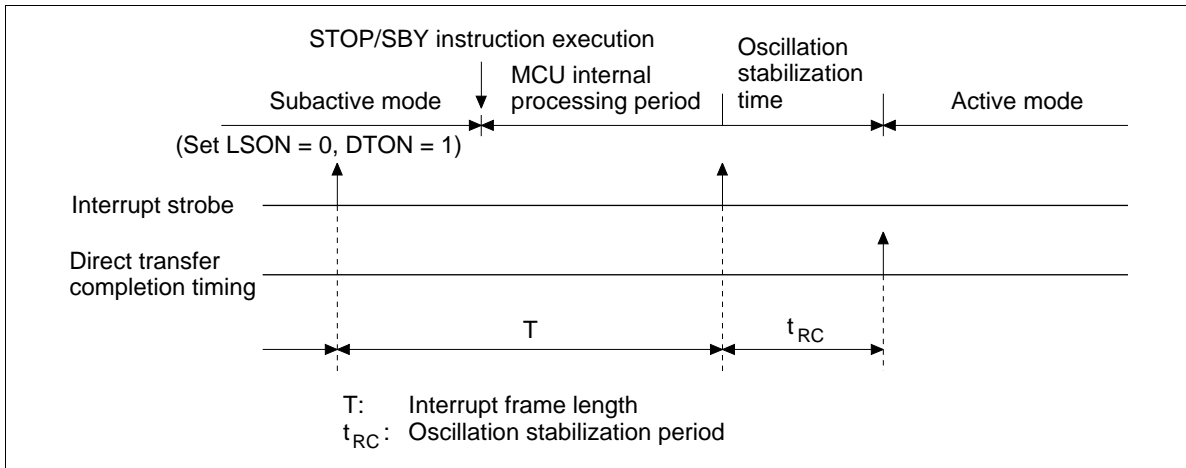 STOP/SBY instruction execution
Oscillation
stabilization
time
MCU internal
processing period
Subactive mode
Active mode
(Set LSON = 0, DTON = 1)
Interrupt strobe
Direct transfer
completion timing
T
tRC
T: Interrupt frame length
tRC: Oscillation stabilization period